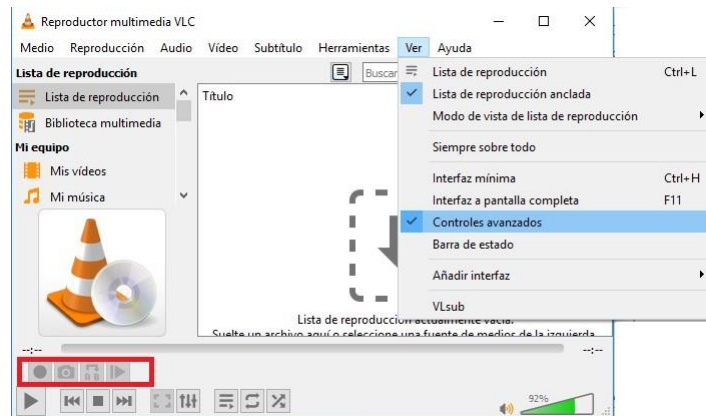 Reproductor multimedia VLC
Medio Reproducción Audio Vídeo Subtítulo Herramientas Ver Ayuda
Lista de reproducción
Buscar
Lista de reproducción
Biblioteca multimedia
Mi equipo
Mis vídeos
Mi música
Título
Lista de reproducción actualmente vacía.
Suelte un archivo aquí o seleccione una fuente de medios de la izquierda
Lista de reproducción Ctrl+L
Lista de reproducción anclada
Modo de vista de lista de reproducción
Siempre sobre todo
Interfaz mínima Ctrl+H
Interfaz a pantalla completa F11
Controles avanzados
Barra de estado
Añadir interfaz
VLsub
--:-- --:--
92%